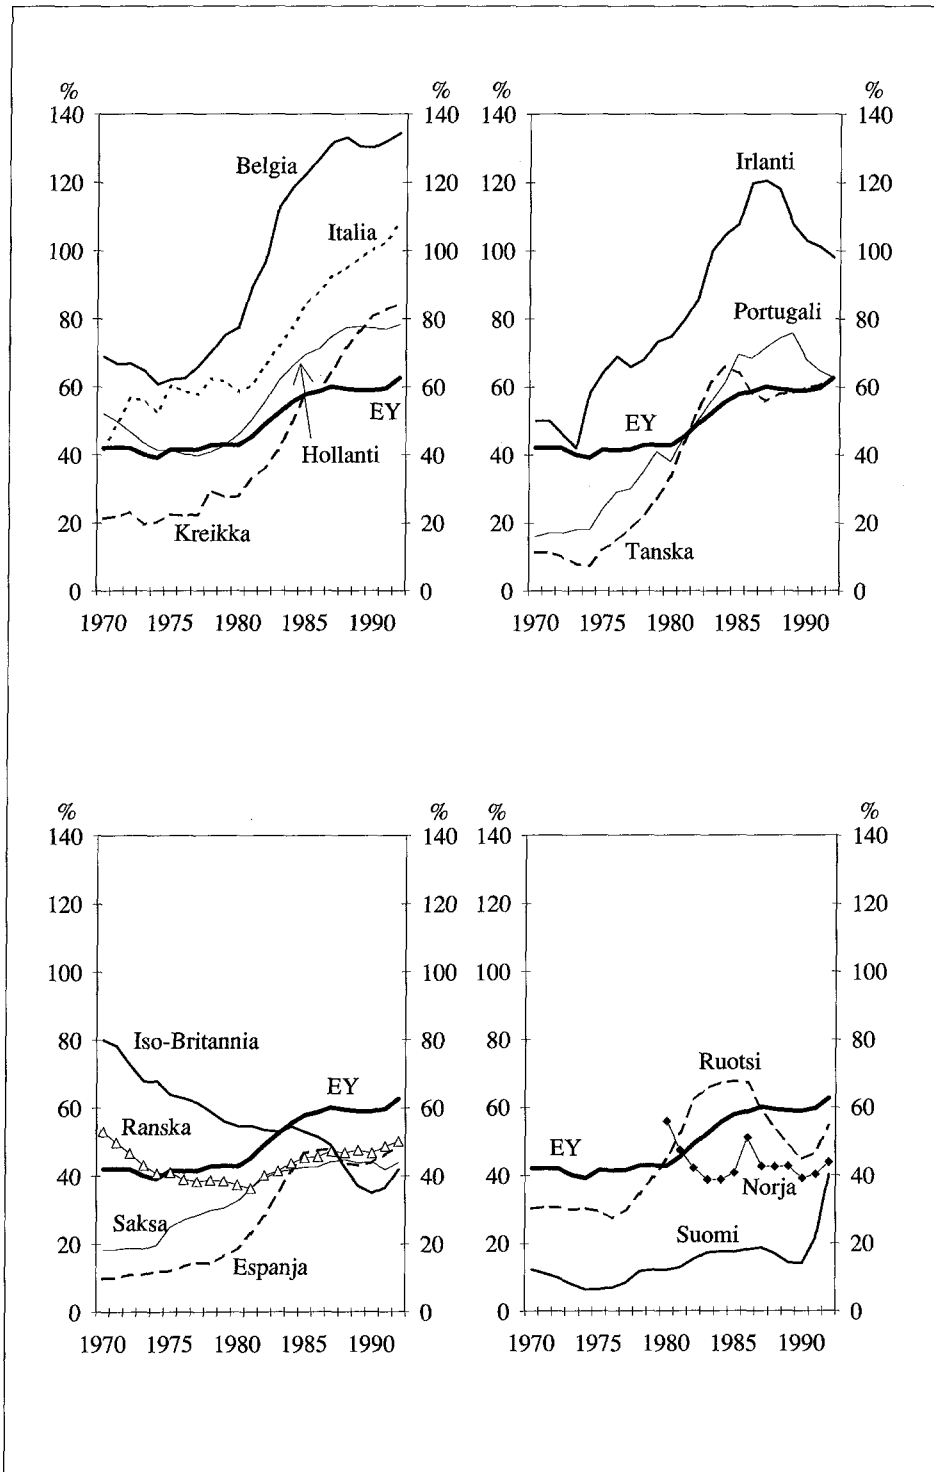 % % % %
140 140 140 140
Belgia Irlanti
120 120 120 120
Italia
100 100 100 100
Portugali
80 80 80 80
60 60 60 60
EY EY
Hollanti
40 40 40 40
Kreikka Tanska
20 20 20 20
0 0 0 0
1970 1975 1980 1985 1990 1970 1975 1980 1985 1990
% % % %
140 140 140 140
120 120 120 120
100 100 100 100
80 80 80 80
Iso-Britannia Ruotsi
EY
60 60 60 60
Ranska EY
40 40 40 40
Norja
Saksa Suomi
20 20 20 20
Espanja
0 0 0 0
1970 1975 1980 1985 1990 1970 1975 1980 1985 1990